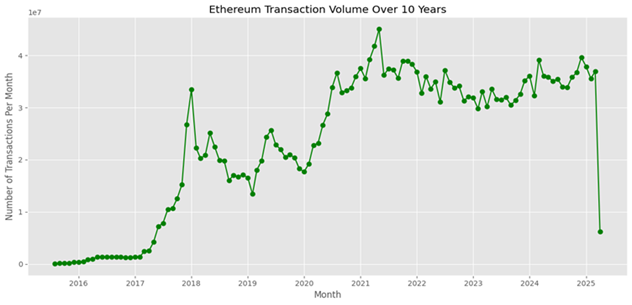 Ethereum Transaction Volume Over 10 Years
1e7
4
3
2
1
0
Number of Transactions Per Month
2016 2017 2018 2019 2020 2021 2022 2023 2024 2025
Month